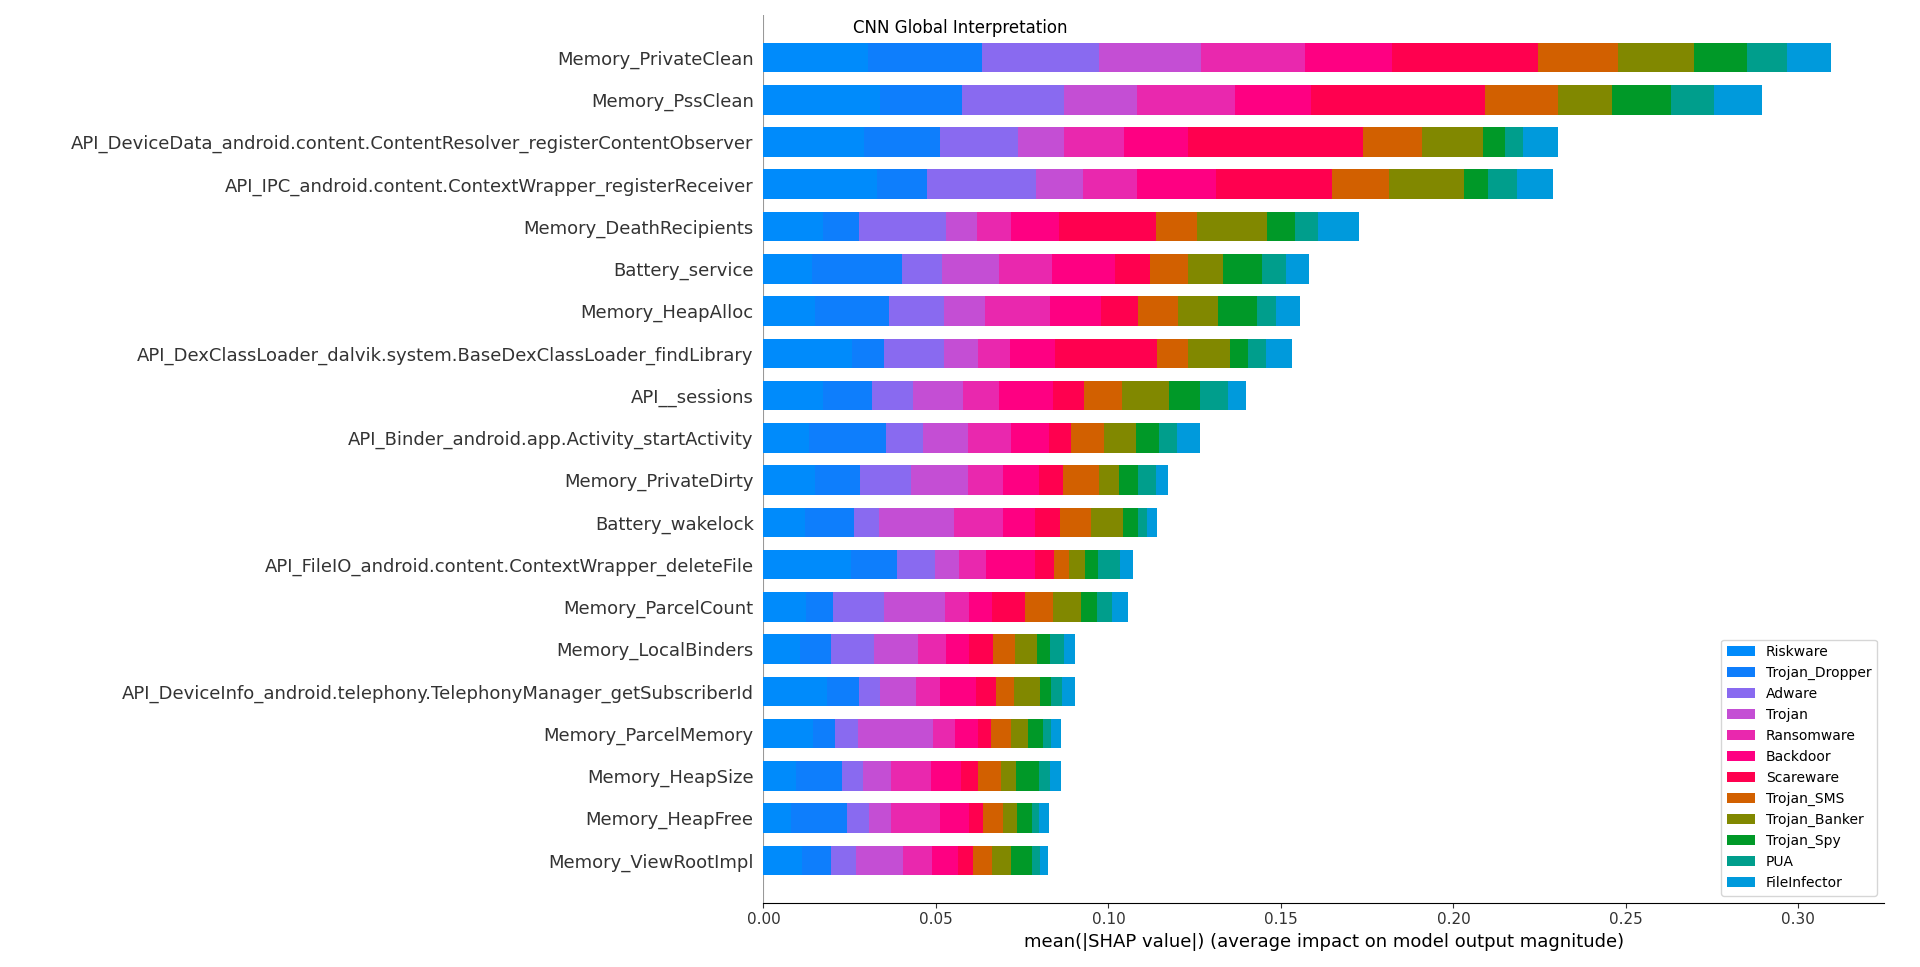 CNN Global Interpretation
Memory_PrivateClean
Memory_PssClean
API_DeviceData_android.content.ContentResolver_registerContentObserver
API_IPC_android.content.ContextWrapper_registerReceiver
Memory_DeathRecipients
Battery_service
Memory_HeapAlloc
API_DexClassLoader_dalvik.system.BaseDexClassLoader_findLibrary
API__sessions
API_Binder_android.app.Activity_startActivity
Memory_PrivateDirty
Battery_wakelock
API_FileIO_android.content.ContextWrapper_deleteFile
Memory_ParcelCount
Memory_LocalBinders
API_DeviceInfo_android.telephony.TelephonyManager_getSubscriberId
Memory_ParcelMemory
Memory_HeapSize
Memory_HeapFree
Memory_ViewRootImpl
Riskware
Trojan_Dropper
Adware
Trojan
Ransomware
Backdoor
Scareware
Trojan_SMS
Trojan_Banker
Trojan_Spy
PUA
FileInfector
0.00 0.05 0.10 0.15 0.20 0.25 0.30
mean(|SHAP value|) (average impact on model output magnitude)